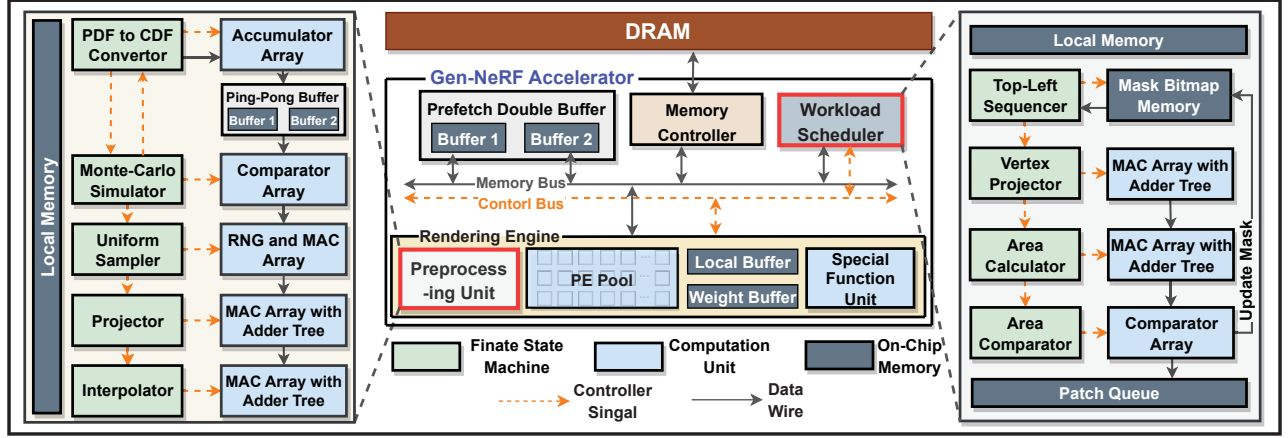 Local Memory
PDF to CDF
Convertor
Accumulator
Array
Ping-Pong Buffer
Buffer 1
Buffer 2
Monte-Carlo
Simulator
Comparator
Array
Uniform
Sampler
RNG and MAC
Array
Projector
MAC Array with
Adder Tree
Interpolator
MAC Array with
Adder Tree
DRAM
Gen-NeRF Accelerator
Prefetch Double Buffer
Buffer 1
Buffer 2
Memory
Controller
Workload
Scheduler
Memory Bus
Contorl Bus
Rendering Engine
Preprocess
-ing Unit
PE Pool
Local Buffer
Weight Buffer
Special
Function
Unit
Finate State
Machine
Computation
Unit
On-Chip
Memory
Controller
Singal
Data
Wire
Local Memory
Top-Left
Sequencer
Mask Bitmap
Memory
Vertex
Projector
MAC Array with
Adder Tree
Area
Calculator
MAC Array with
Adder Tree
Area
Comparator
Comparator
Array
Update Mask
Patch Queue